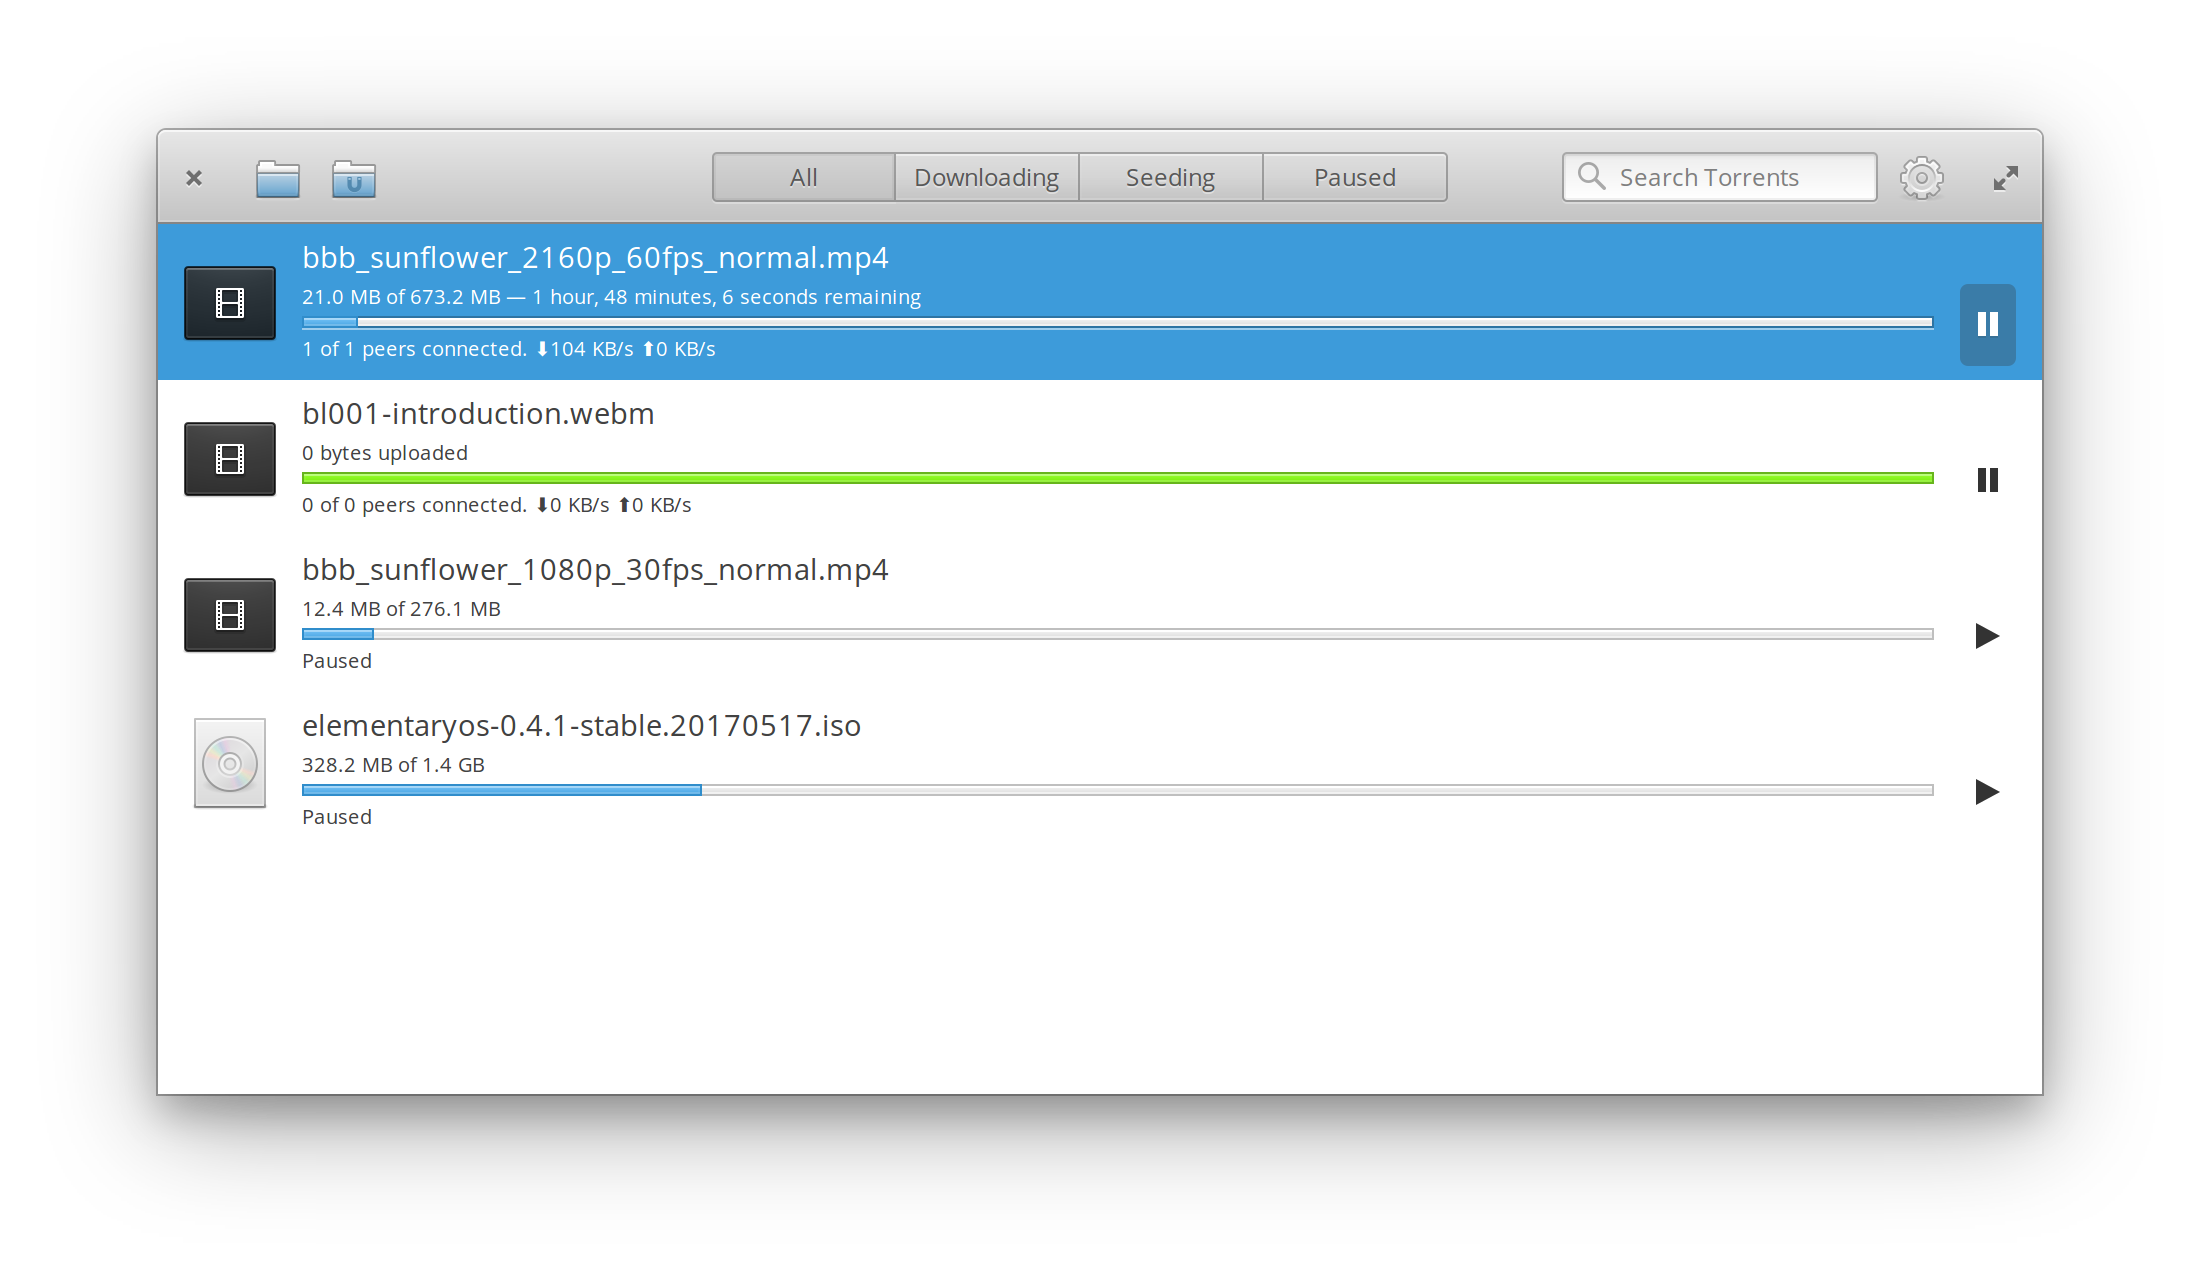 All
Downloading
Seeding
Paused
Search Torrents
bbb_sunflower_2160p_60fps_normal.mp4
21.0 MB of 673.2 MB — 1 hour, 48 minutes, 6 seconds remaining
1 of 1 peers connected. ⬇104 KB/s ⬆0 KB/s
bl001-introduction.webm
0 bytes uploaded
0 of 0 peers connected. ⬇0 KB/s ⬆0 KB/s
bbb_sunflower_1080p_30fps_normal.mp4
12.4 MB of 276.1 MB
Paused
elementaryos-0.4.1-stable.20170517.iso
328.2 MB of 1.4 GB
Paused